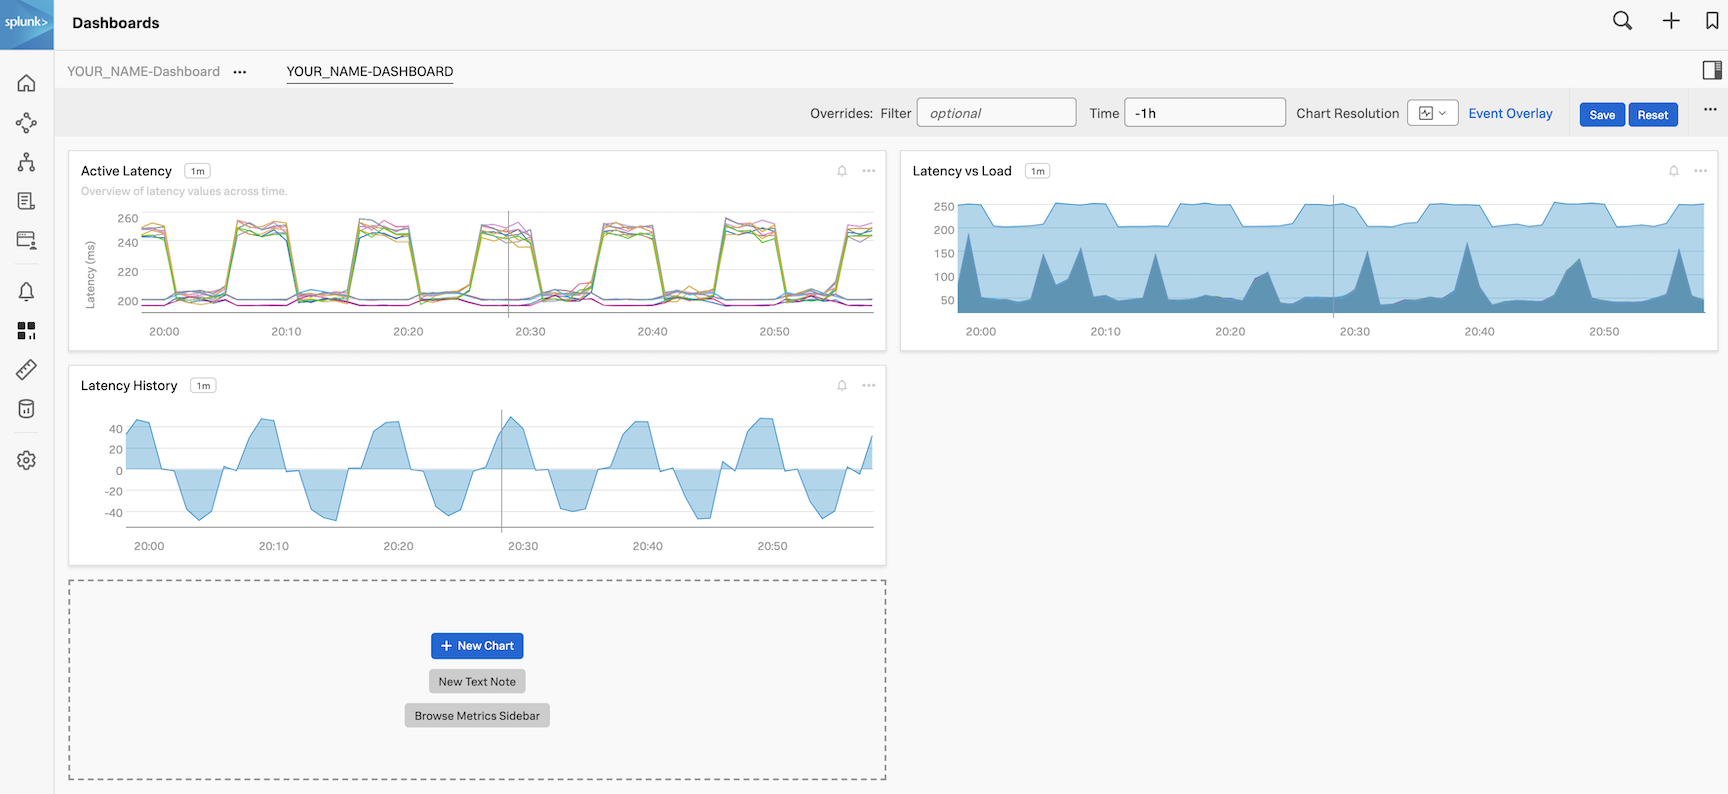 splunk> Dashboards
YOUR_NAME-Dashboard ••• YOUR_NAME-DASHBOARD
Overrides: Filter optional Time -1h Chart Resolution Event Overlay Save Reset
Active Latency 1m
Overview of latency values across time.
260
240
220
200
Latency (ms)
20:00 20:10 20:20 20:30 20:40 20:50
Latency vs Load 1m
250
200
150
100
50
20:00 20:10 20:20 20:30 20:40 20:50
Latency History 1m
40
20
0
-20
-40
20:00 20:10 20:20 20:30 20:40 20:50
+ New Chart
New Text Note
Browse Metrics Sidebar